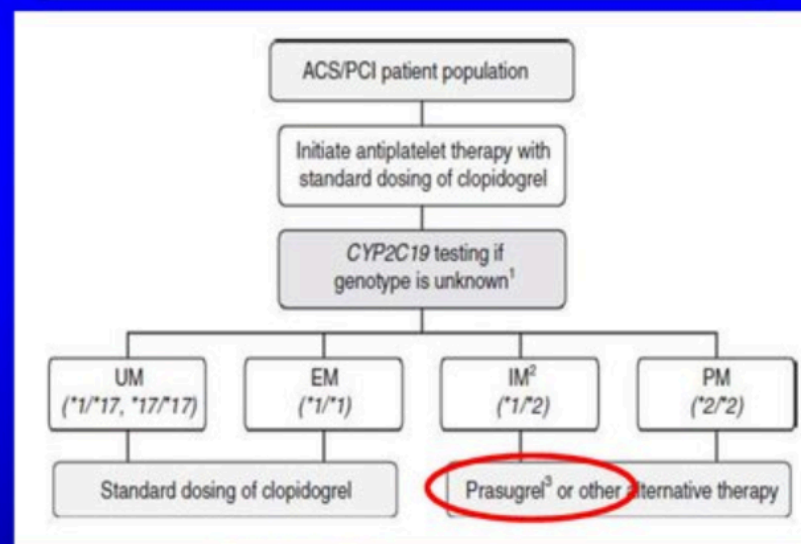 ACS/PCI patient population
Initiate antiplatelet therapy with
standard dosing of clopidogrel
CYP2C19 testing if
genotype is unknown¹
UM
(*1/*17, *17/*17)
EM
(*1/*1)
IM²
(*1/*2)
PM
(*2/*2)
Standard dosing of clopidogrel
Prasugrel³ or other alternative therapy